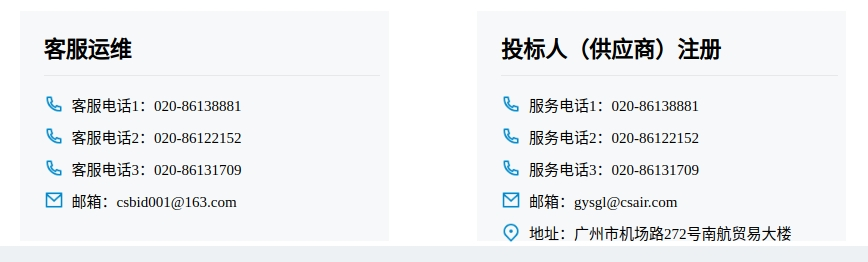 客服运维
客服电话1：020-86138881
客服电话2：020-86122152
客服电话3：020-86131709
邮箱：csbid001@163.com
投标人（供应商）注册
服务电话1：020-86138881
服务电话2：020-86122152
服务电话3：020-86131709
邮箱：gysgl@csair.com
地址：广州市机场路272号南航贸易大楼